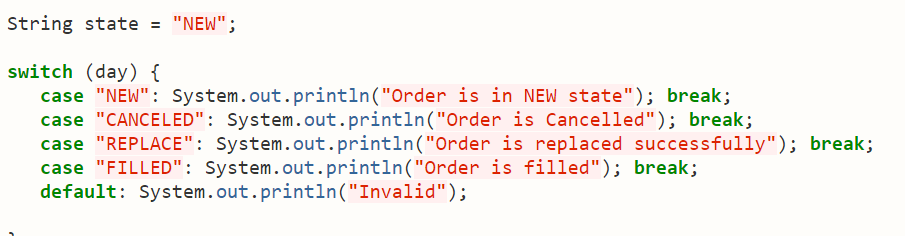 String state = "NEW";
switch (day) {
case "NEW": System.out.println("Order is in NEW state"); break;
case "CANCELED": System.out.println("Order is Cancelled"); break;
case "REPLACE": System.out.println("Order is replaced successfully"); break;
case "FILLED": System.out.println("Order is filled"); break;
default: System.out.println("Invalid");